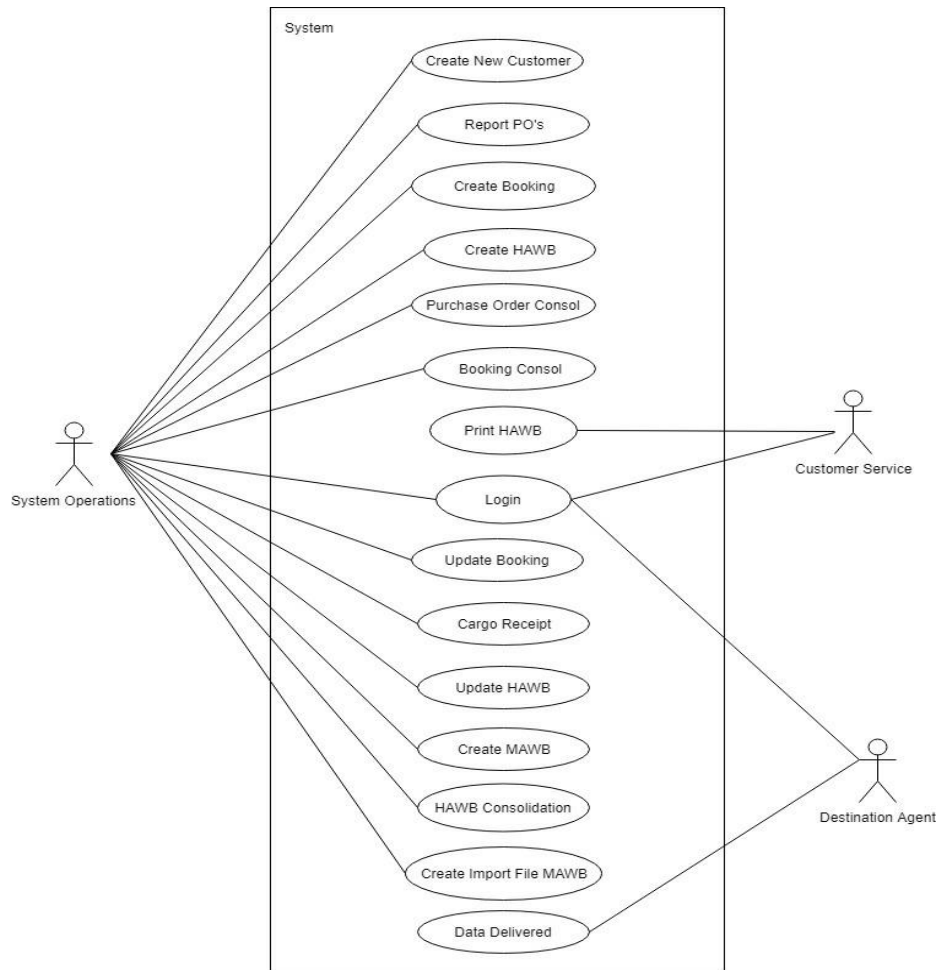 System
Create New Customer
Report PO's
Create Booking
Create HAWB
Purchase Order Consol
Booking Consol
Print HAWB
Customer Service
System Operations
Login
Update Booking
Cargo Receipt
Update HAWB
Create MAWB
HAWB Consolidation
Destination Agent
Create Import File MAWB
Data Delivered